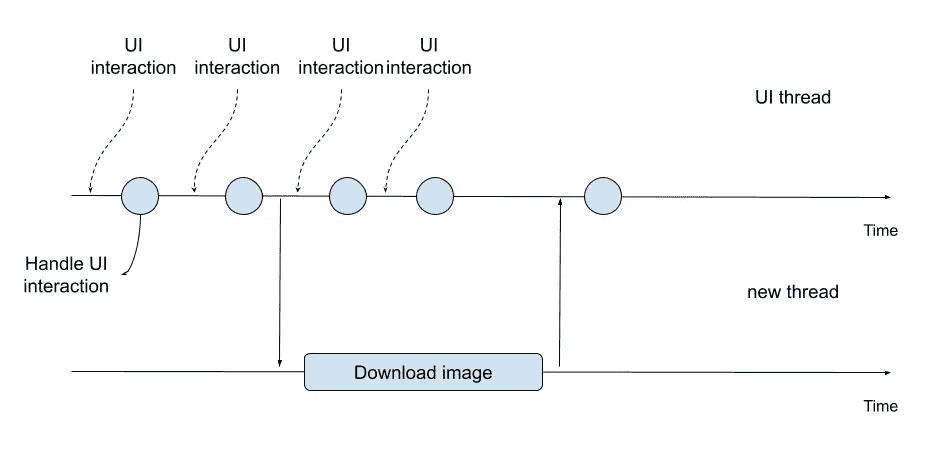 UI
interaction
UI
interaction
UI
interaction
UI
interaction
UI thread
Time
Handle UI
interaction
new thread
Download image
Time